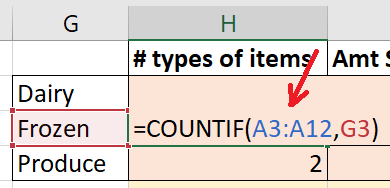 G H
# types of items Amt S
Dairy
Frozen =COUNTIF(A3:A12,G3)
Produce 2